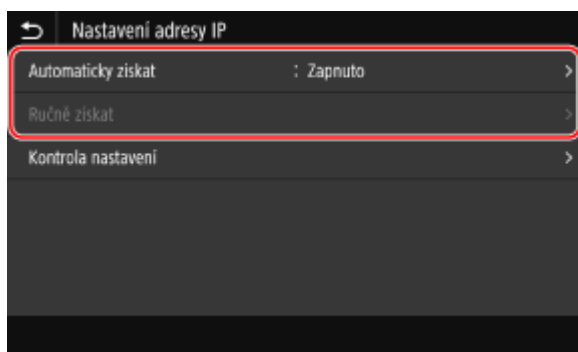 Nastavení adresy IP
Automaticky získat : Zapnuto >
Ručně získat >
Kontrola nastavení >